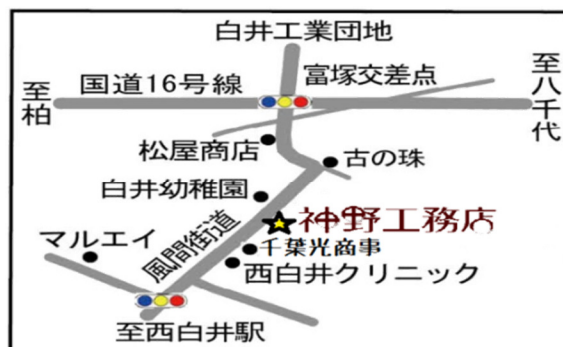 白井工業団地
国道16号線
富塚交差点
至柏
至八千代
松屋商店
古の珠
白井幼稚園
神野工務店
風間街道
千葉光商事
マルエイ
西白井クリニック
至西白井駅